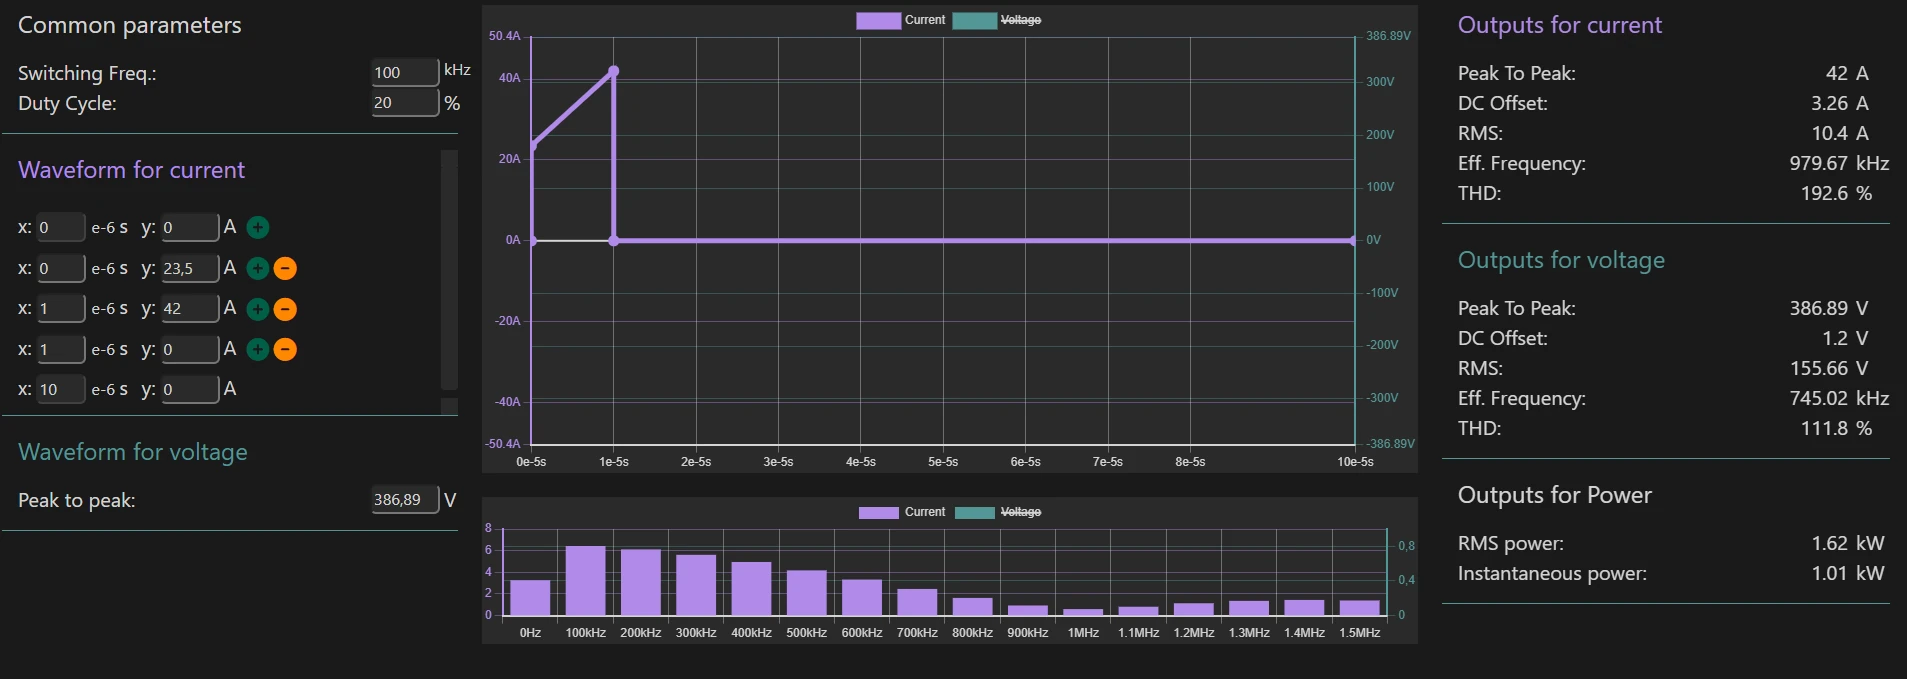 Common parameters
Switching Freq.: 100 kHz
Duty Cycle: 20 %
Waveform for current
x: 0 e-6 s y: 0 A +
x: 0 e-6 s y: 23,5 A + -
x: 1 e-6 s y: 42 A + -
x: 1 e-6 s y: 0 A + -
x: 10 e-6 s y: 0 A
Waveform for voltage
Peak to peak: 386,89 V
Current Voltage
50.4A 386.89V
40A 300V
200V
20A
100V
0A 0V
-100V
-20A
-200V
-40A -300V
-50.4A -386.89V
0e-5s 1e-5s 2e-5s 3e-5s 4e-5s 5e-5s 6e-5s 7e-5s 8e-5s 10e-5s
Current Voltage
8
6 0,8
4 0,4
2
0 0
0Hz 100kHz 200kHz 300kHz 400kHz 500kHz 600kHz 700kHz 800kHz 900kHz 1MHz 1.1MHz 1.2MHz 1.3MHz 1.4MHz 1.5MHz
Outputs for current
Peak To Peak: 42 A
DC Offset: 3.26 A
RMS: 10.4 A
Eff. Frequency: 979.67 kHz
THD: 192.6 %
Outputs for voltage
Peak To Peak: 386.89 V
DC Offset: 1.2 V
RMS: 155.66 V
Eff. Frequency: 745.02 kHz
THD: 111.8 %
Outputs for Power
RMS power: 1.62 kW
Instantaneous power: 1.01 kW